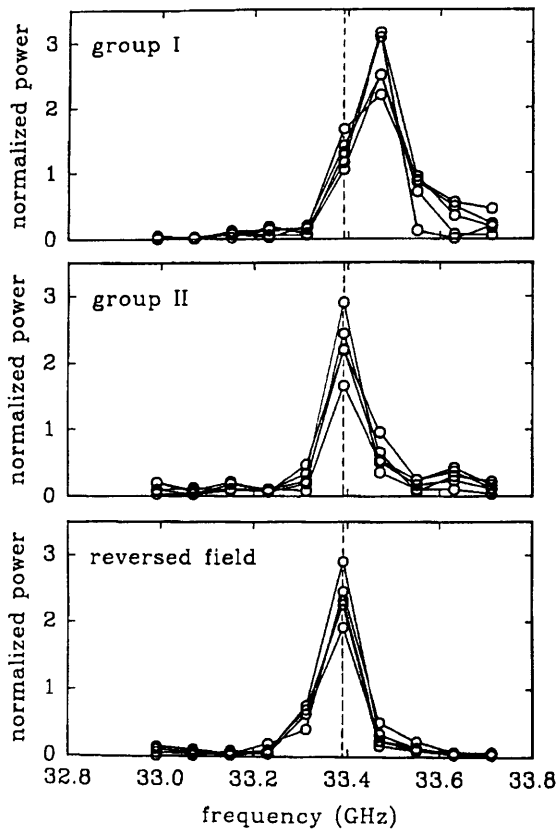 normalized power
3
2
1
0
group I
normalized power
3
2
1
0
group II
normalized power
3
2
1
0
reversed field
32.8 33.0 33.2 33.4 33.6 33.8
frequency (GHz)